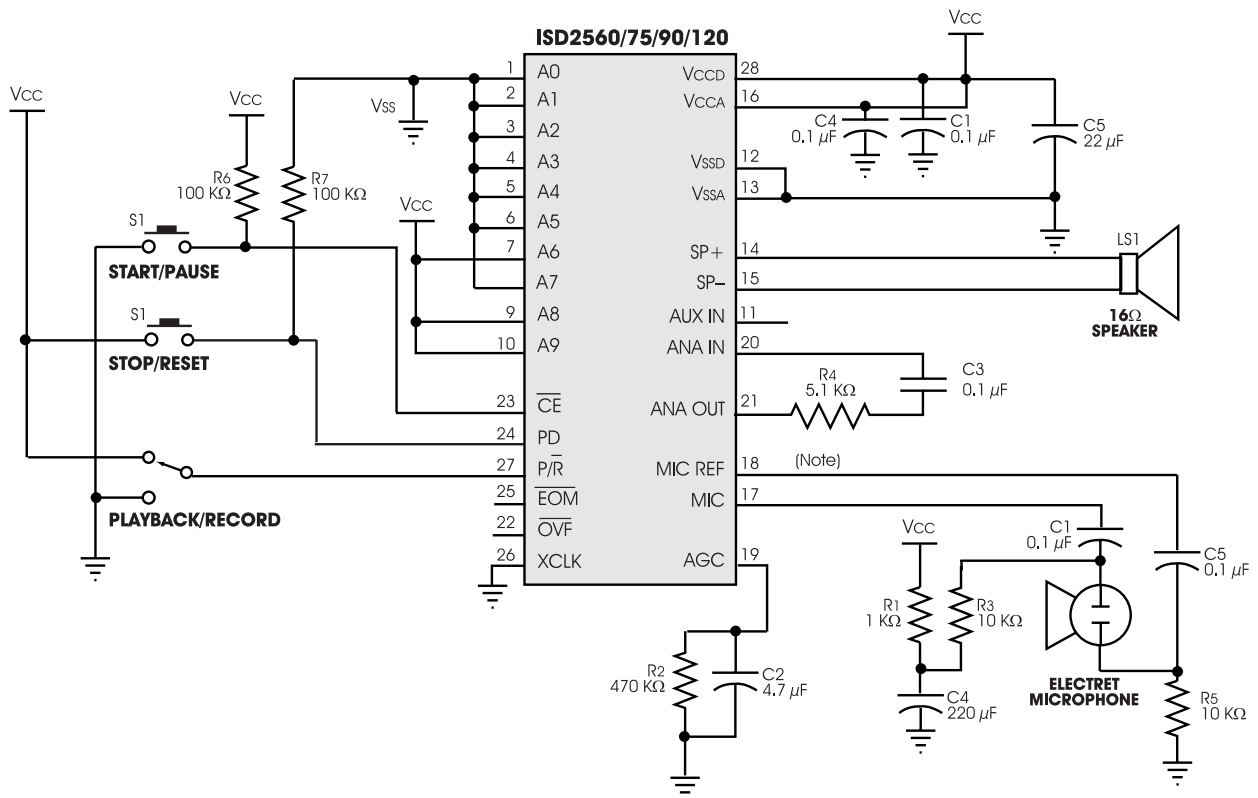 ISD2560/75/90/120
VCC
VCC
VCC
VSS
R6
100 KΩ
R7
100 KΩ
S1
START/PAUSE
S1
STOP/RESET
PLAYBACK/RECORD
VCC
1 A0
2 A1
3 A2
4 A3
5 A4
6 A5
7 A6
A7
9 A8
10 A9
23 CE
24 PD
27 P/R
25 EOM
22 OVF
26 XCLK
VCCD 28
VCCA 16
VSSD 12
VSSA 13
SP+ 14
SP– 15
AUX IN 11
ANA IN 20
ANA OUT 21
MIC REF 18 (Note)
MIC 17
AGC 19
C4
0.1 µF
C1
0.1 µF
C5
22 µF
LS1
16Ω
SPEAKER
R4
5.1 KΩ
C3
0.1 µF
C1
0.1 µF
C5
0.1 µF
VCC
R1
1 KΩ
R3
10 KΩ
C4
220 µF
ELECTRET
MICROPHONE
R5
10 KΩ
R2
470 KΩ
C2
4.7 µF